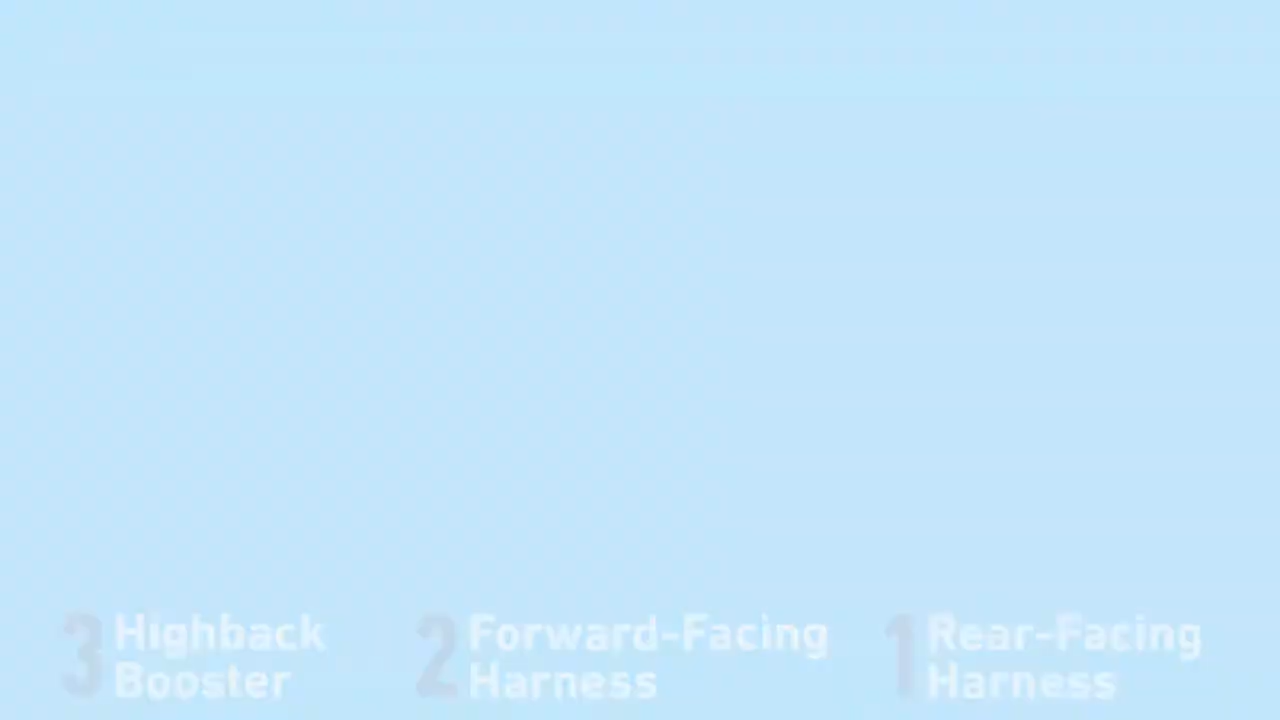 3 Highback
Booster
2 Forward-Facing
Harness
1 Rear-Facing
Harness